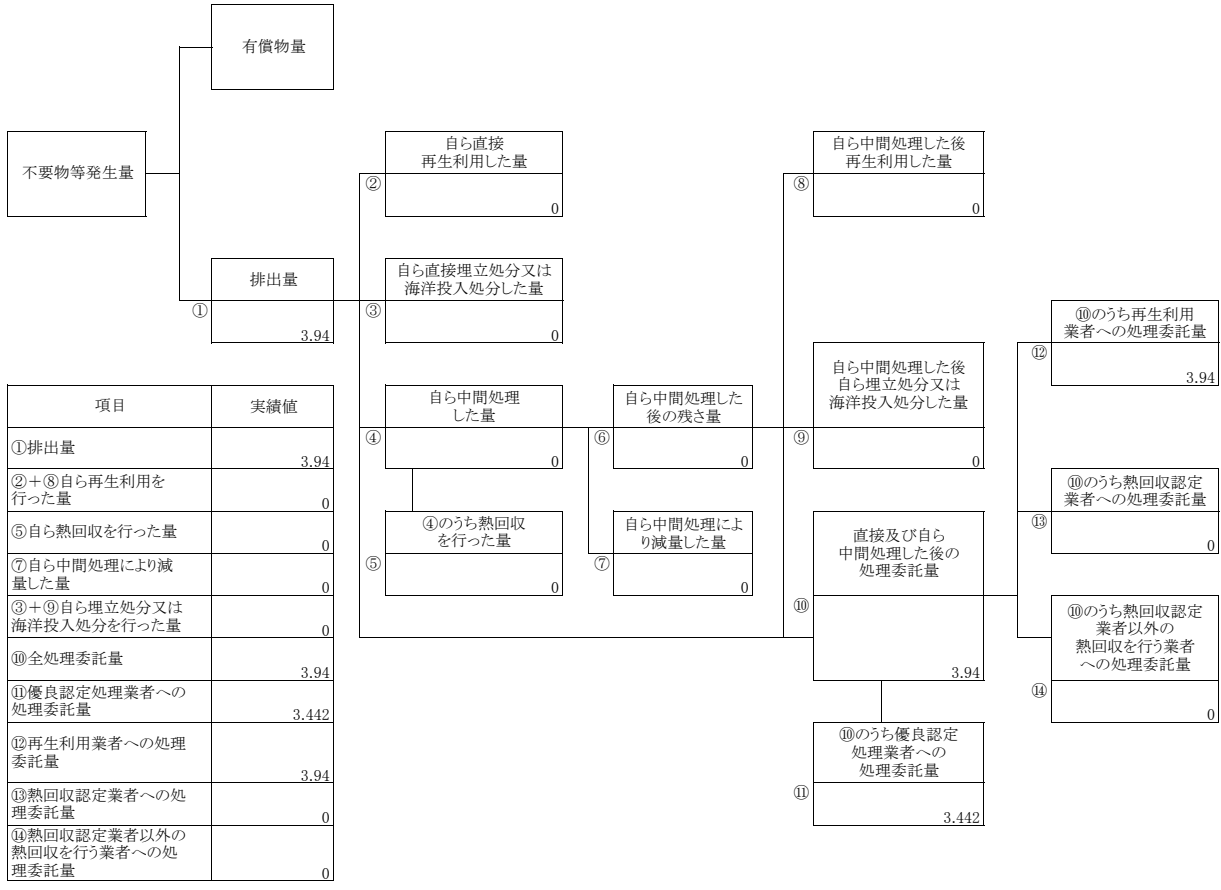 有償物量
不要物等発生量
自ら直接
再生利用した量
②
0
自ら中間処理した後
再生利用した量
⑧
0
排出量
①
3.94
自ら直接埋立処分又は
海洋投入処分した量
③
0
自ら中間処理
した量
④
0
自ら中間処理した
後の残さ量
⑥
0
自ら中間処理した後
自ら埋立処分又は
海洋投入処分した量
⑨
0
⑩のうち再生利用
業者への処理委託量
⑫
3.94
⑩のうち熱回収認定
業者への処理委託量
⑬
0
④のうち熱回収
を行った量
⑤
0
自ら中間処理によ
り減量した量
⑦
0
直接及び自ら
中間処理した後の
処理委託量
⑩
3.94
⑩のうち熱回収認定
業者以外の
熱回収を行う業者
への処理委託量
⑭
0
⑩のうち優良認定
処理業者への
処理委託量
⑪
3.442
項目 実績値
①排出量
3.94
②+⑧自ら再生利用を
行った量
0
⑤自ら熱回収を行った量
0
⑦自ら中間処理により減
量した量
0
③+⑨自ら埋立処分又は
海洋投入処分を行った量
0
⑩全処理委託量
3.94
⑪優良認定処理業者への
処理委託量
3.442
⑫再生利用業者への処理
委託量
3.94
⑬熱回収認定業者への処
理委託量
0
⑭熱回収認定業者以外の
熱回収を行う業者への処
理委託量
0